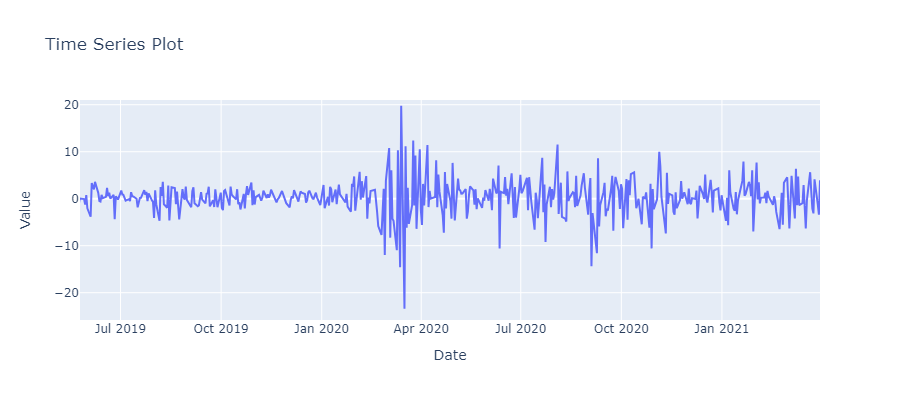 Time Series Plot
Value
20
10
0
−10
−20
Jul 2019
Oct 2019
Jan 2020
Apr 2020
Jul 2020
Oct 2020
Jan 2021
Date